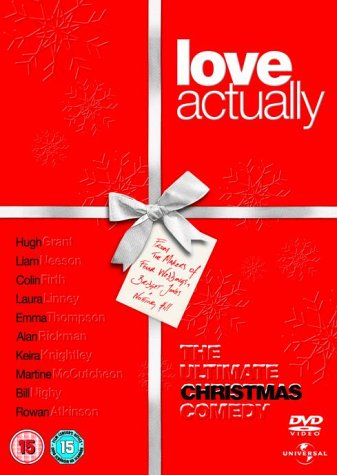 love
actually
Hugh Grant
Liam Neeson
Colin Firth
Laura Linney
Emma Thompson
Alan Rickman
Keira Knightley
Martine McCutcheon
Bill Nighy
Rowan Atkinson
From
The Makers of
Four Weddings,
Bridget Jones
& Notting Hill
THE
ULTIMATE
CHRISTMAS
COMEDY
15
15
DVD
VIDEO
UNIVERSAL